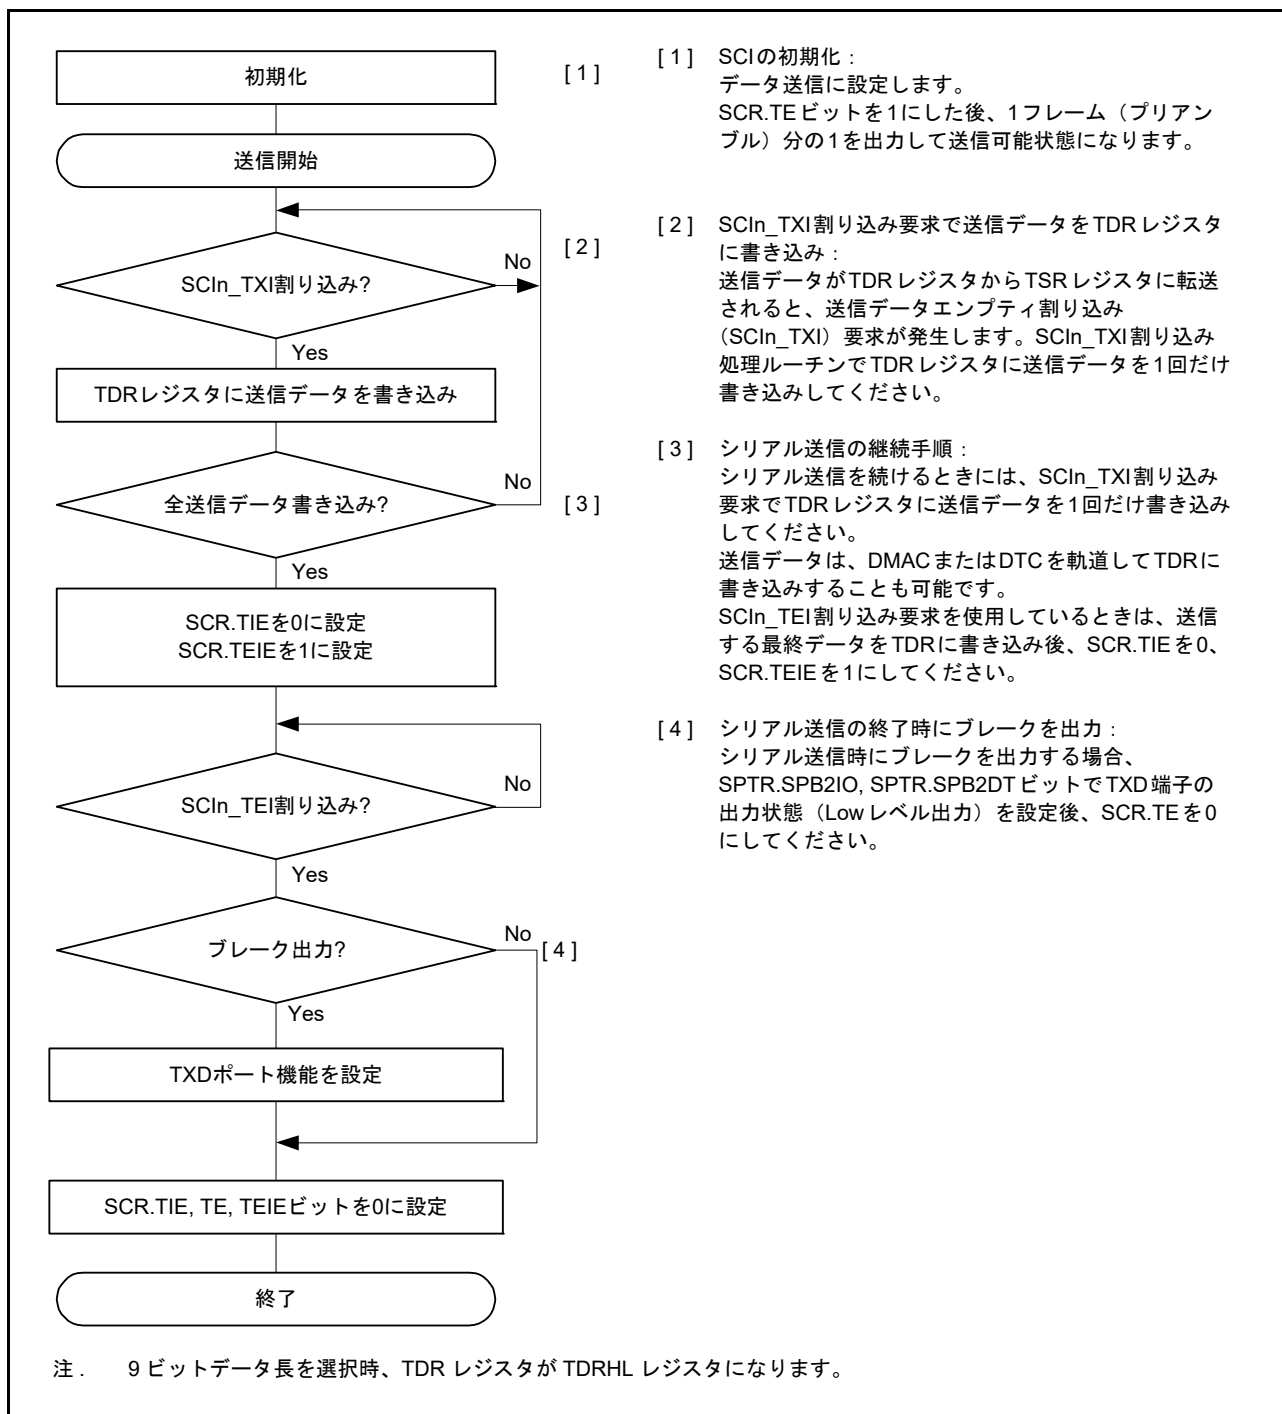 初期化
[ 1 ]
送信開始
[ 2 ]
SCIn_TXI割り込み?
No
Yes
TDRレジスタに送信データを書き込み
全送信データ書き込み?
No
[ 3 ]
Yes
SCR.TIEを0に設定
SCR.TEIEを1に設定
SCIn_TEI割り込み?
No
Yes
ブレーク出力?
No
[ 4 ]
Yes
TXDポート機能を設定
SCR.TIE, TE, TEIEビットを0に設定
終了
[ 1 ] SCIの初期化：
データ送信に設定します。
SCR.TEビットを1にした後、1フレーム（プリアン
ブル）分の1を出力して送信可能状態になります。
[ 2 ] SCIn_TXI割り込み要求で送信データをTDRレジスタ
に書き込み：
送信データがTDRレジスタからTSRレジスタに転送
されると、送信データエンプティ割り込み
（SCIn_TXI）要求が発生します。SCIn_TXI割り込み
処理ルーチンでTDRレジスタに送信データを1回だけ
書き込みしてください。
[ 3 ] シリアル送信の継続手順：
シリアル送信を続けるときには、SCIn_TXI割り込み
要求でTDRレジスタに送信データを1回だけ書き込み
してください。
送信データは、DMACまたはDTCを軌道してTDRに
書き込みすることも可能です。
SCIn_TEI割り込み要求を使用しているときは、送信
する最終データをTDRに書き込み後、SCR.TIEを0、
SCR.TEIEを1にしてください。
[ 4 ] シリアル送信の終了時にブレークを出力：
シリアル送信時にブレークを出力する場合、
SPTR.SPB2IO, SPTR.SPB2DTビットでTXD端子の
出力状態（Lowレベル出力）を設定後、SCR.TEを0
にしてください。
注． 9 ビットデータ長を選択時、TDR レジスタが TDRHL レジスタになります。